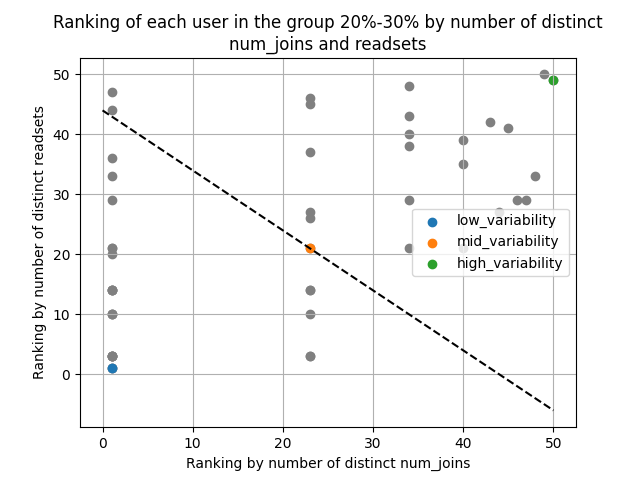 Ranking of each user in the group 20%-30% by number of distinct
num_joins and readsets
Ranking by number of distinct readsets
50
40
30
20
10
0
low_variability
mid_variability
high_variability
0 10 20 30 40 50
Ranking by number of distinct num_joins